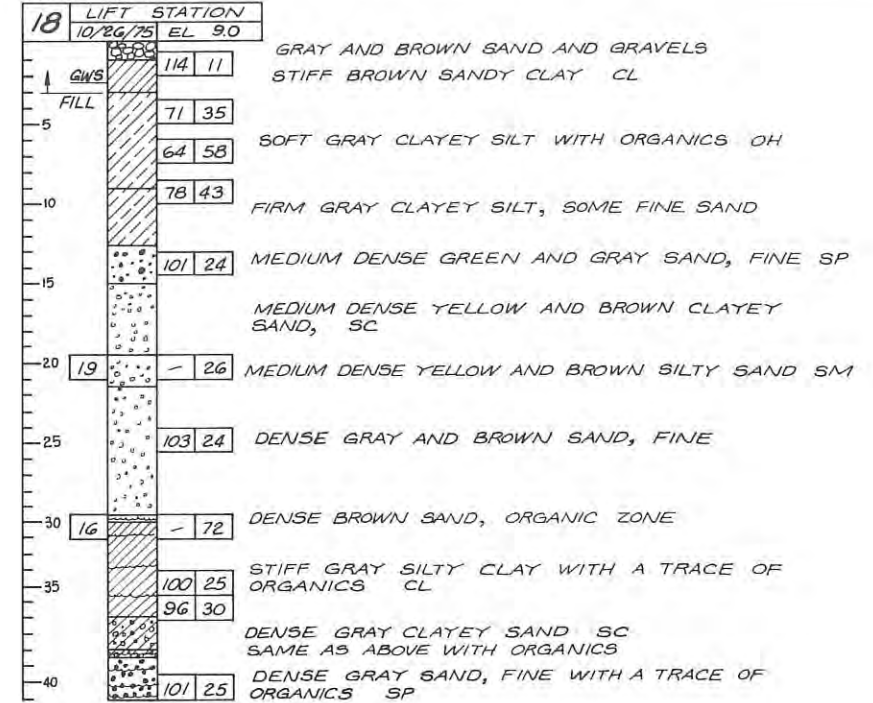 18 LIFT STATION
10/26/75 EL 9.0
GRAY AND BROWN SAND AND GRAVELS
114 11
STIFF BROWN SANDY CLAY CL
GWS
FILL
71 35
5
SOFT GRAY CLAYEY SILT WITH ORGANICS OH
64 58
78 43
10
FIRM GRAY CLAYEY SILT, SOME FINE SAND
101 24
MEDIUM DENSE GREEN AND GRAY SAND, FINE SP
15
MEDIUM DENSE YELLOW AND BROWN CLAYEY
SAND, SC
20
19 - 26
MEDIUM DENSE YELLOW AND BROWN SILTY SAND SM
25
103 24
DENSE GRAY AND BROWN SAND, FINE
30
16 - 72
DENSE BROWN SAND, ORGANIC ZONE
STIFF GRAY SILTY CLAY WITH A TRACE OF
35
100 25
ORGANICS CL
96 30
DENSE GRAY CLAYEY SAND SC
SAME AS ABOVE WITH ORGANICS
40
101 25
DENSE GRAY SAND, FINE WITH A TRACE OF
ORGANICS SP